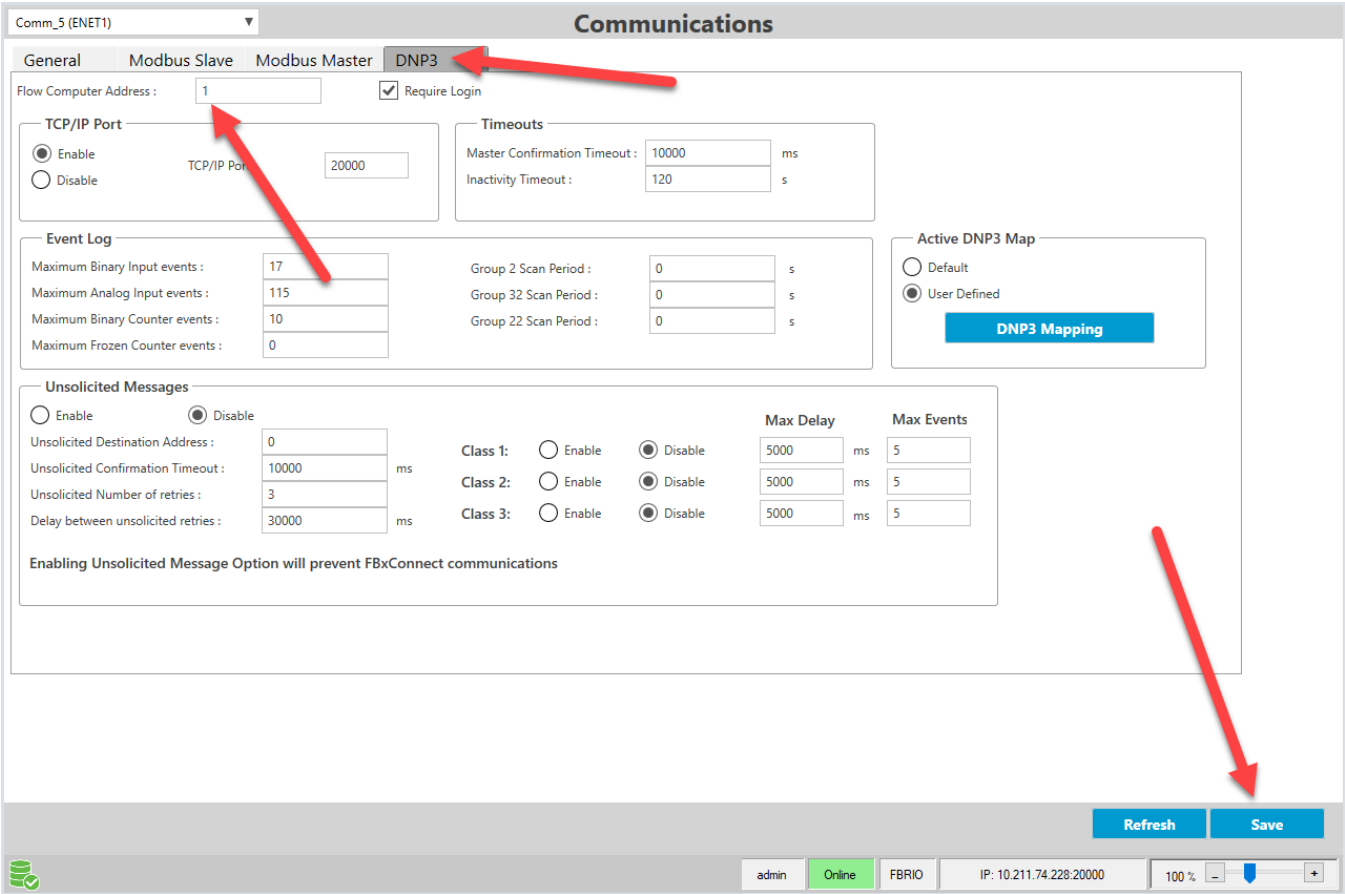 Comm_5 (ENET1)
Communications
General Modbus Slave Modbus Master DNP3
Flow Computer Address : 1 Require Login
TCP/IP Port
Enable
Disable
TCP/IP Por
20000
Timeouts
Master Confirmation Timeout : 10000 ms
Inactivity Timeout : 120 s
Event Log
Maximum Binary Input events : 17
Maximum Analog Input events : 115
Maximum Binary Counter events : 10
Maximum Frozen Counter events : 0
Group 2 Scan Period : 0 s
Group 32 Scan Period : 0 s
Group 22 Scan Period : 0 s
Active DNP3 Map
Default
User Defined
DNP3 Mapping
Unsolicited Messages
Enable Disable
Unsolicited Destination Address : 0
Unsolicited Confirmation Timeout : 10000 ms
Unsolicited Number of retries : 3
Delay between unsolicited retries : 30000 ms
Max Delay Max Events
Class 1: Enable Disable 5000 ms 5
Class 2: Enable Disable 5000 ms 5
Class 3: Enable Disable 5000 ms 5
Enabling Unsolicited Message Option will prevent FBxConnect communications
Refresh Save
admin Online FBRIO IP: 10.211.74.228:20000 100 % - +